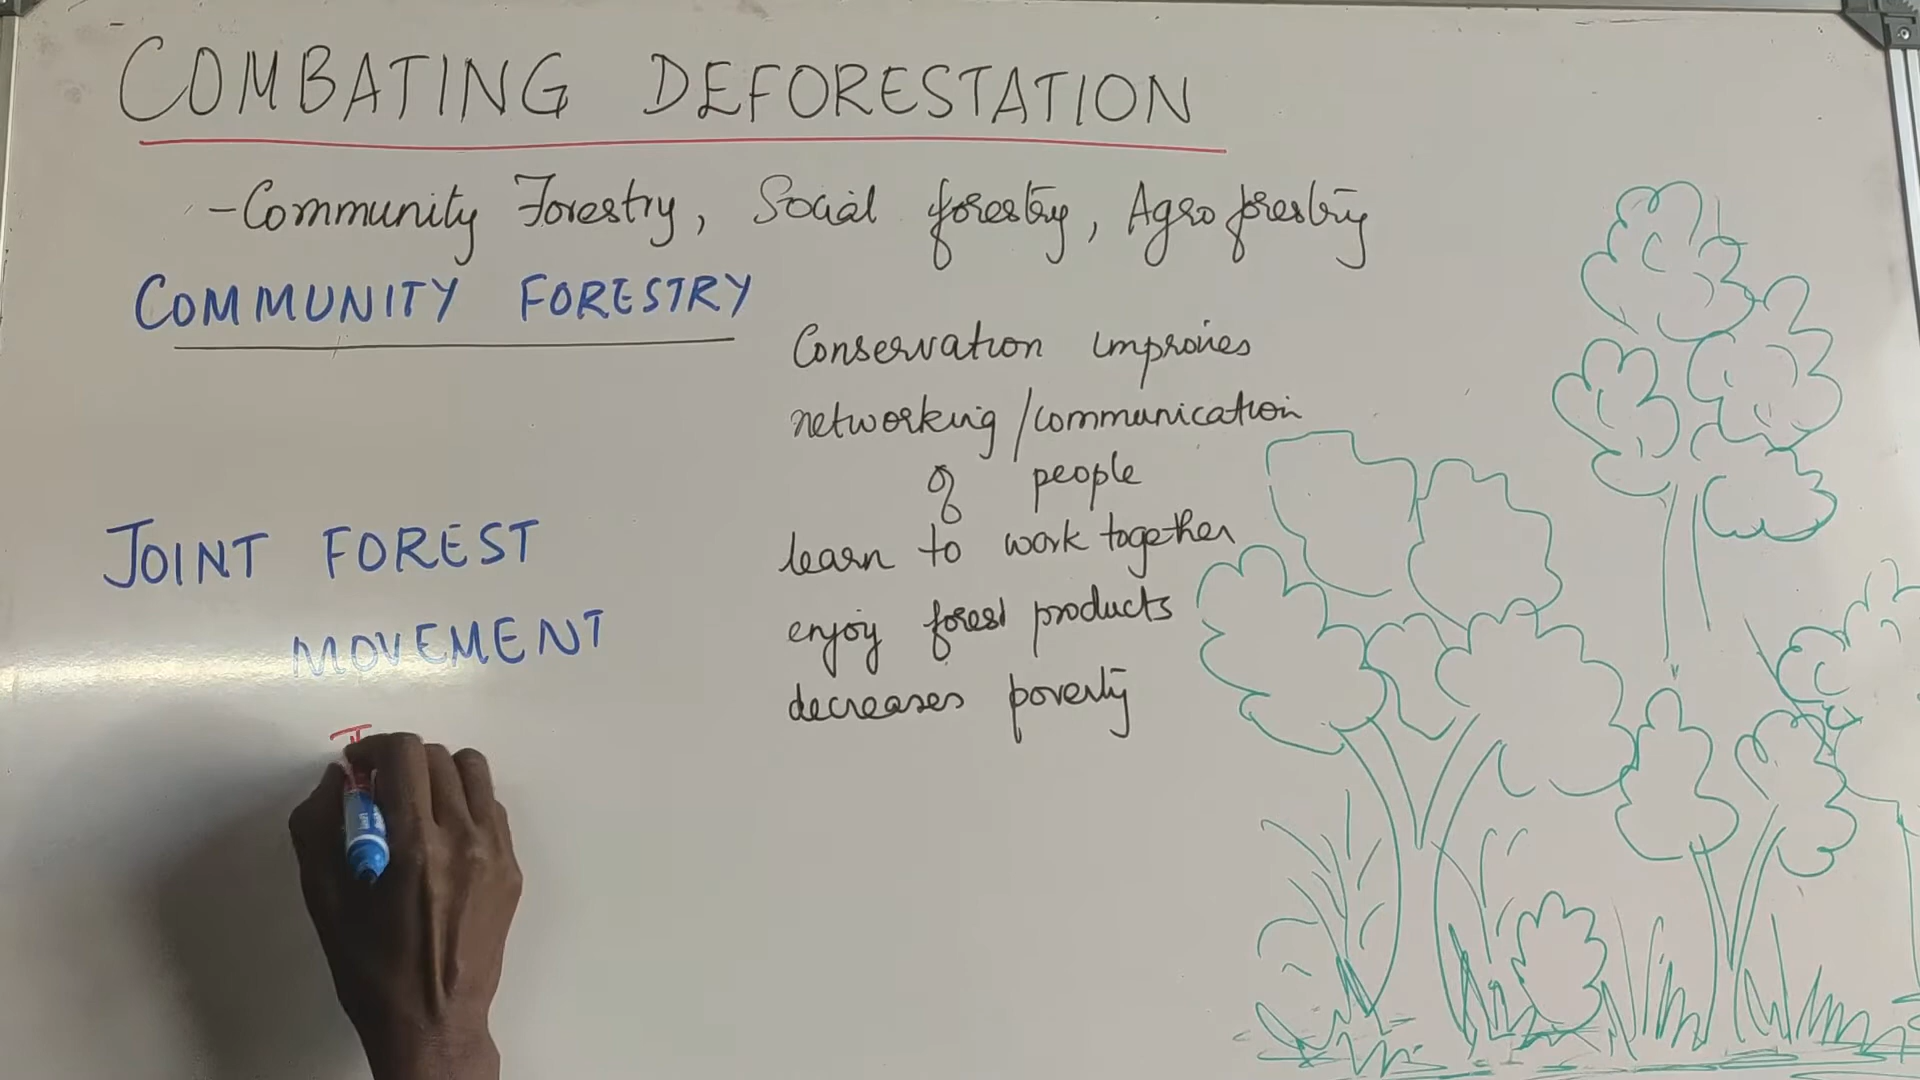 COMBATING DEFORESTATION
- Community Forestry, Social forestry, Agro forestry
COMMUNITY FORESTRY
Conservation improves
networking / communication
of people
JOINT FOREST
MOVEMENT
learn to work together
enjoy forest products
decreases poverty